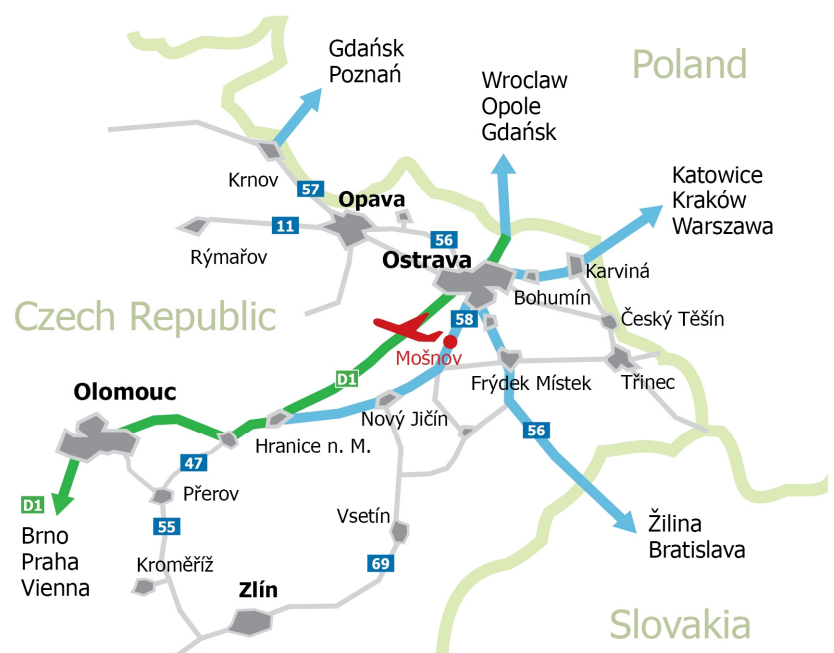 Gdańsk
Poznań
Poland
Wroclaw
Opole
Gdańsk
Katowice
Kraków
Warszawa
Krnov
57
Opava
11
56
Rýmařov
Ostrava
Karviná
Bohumín
Czech Republic
58
Český Těšín
Mošnov
D1
Frýdek Místek
Třinec
Olomouc
Nový Jičín
Hranice n. M.
56
47
Přerov
D1
Brno
Praha
Vienna
55
Vsetín
Žilina
Bratislava
Kroměříž
69
Zlín
Slovakia